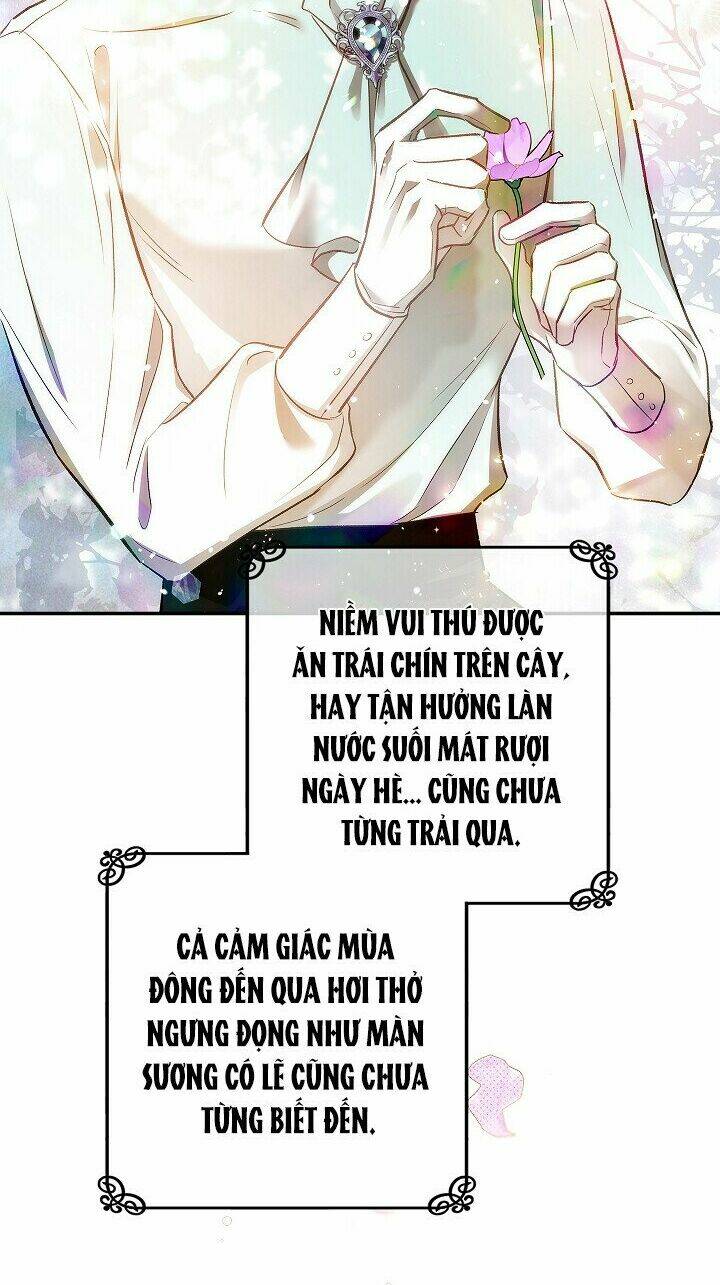 NIỀM VUI THÚ ĐƯỢC
ĂN TRÁI CHÍN TRÊN CÂY,
HAY TẬN HƯỞNG LÀN
NƯỚC SUỐI MÁT RƯỢI
NGÀY HÈ... CŨNG CHƯA
TỪNG TRẢI QUA.
CẢ CẢM GIÁC MÙA
ĐÔNG ĐẾN QUA HƠI THỞ
NGƯNG ĐỌNG NHƯ MÀN
SƯƠNG CÓ LẼ CŨNG CHƯA
TỪNG BIẾT ĐẾN.